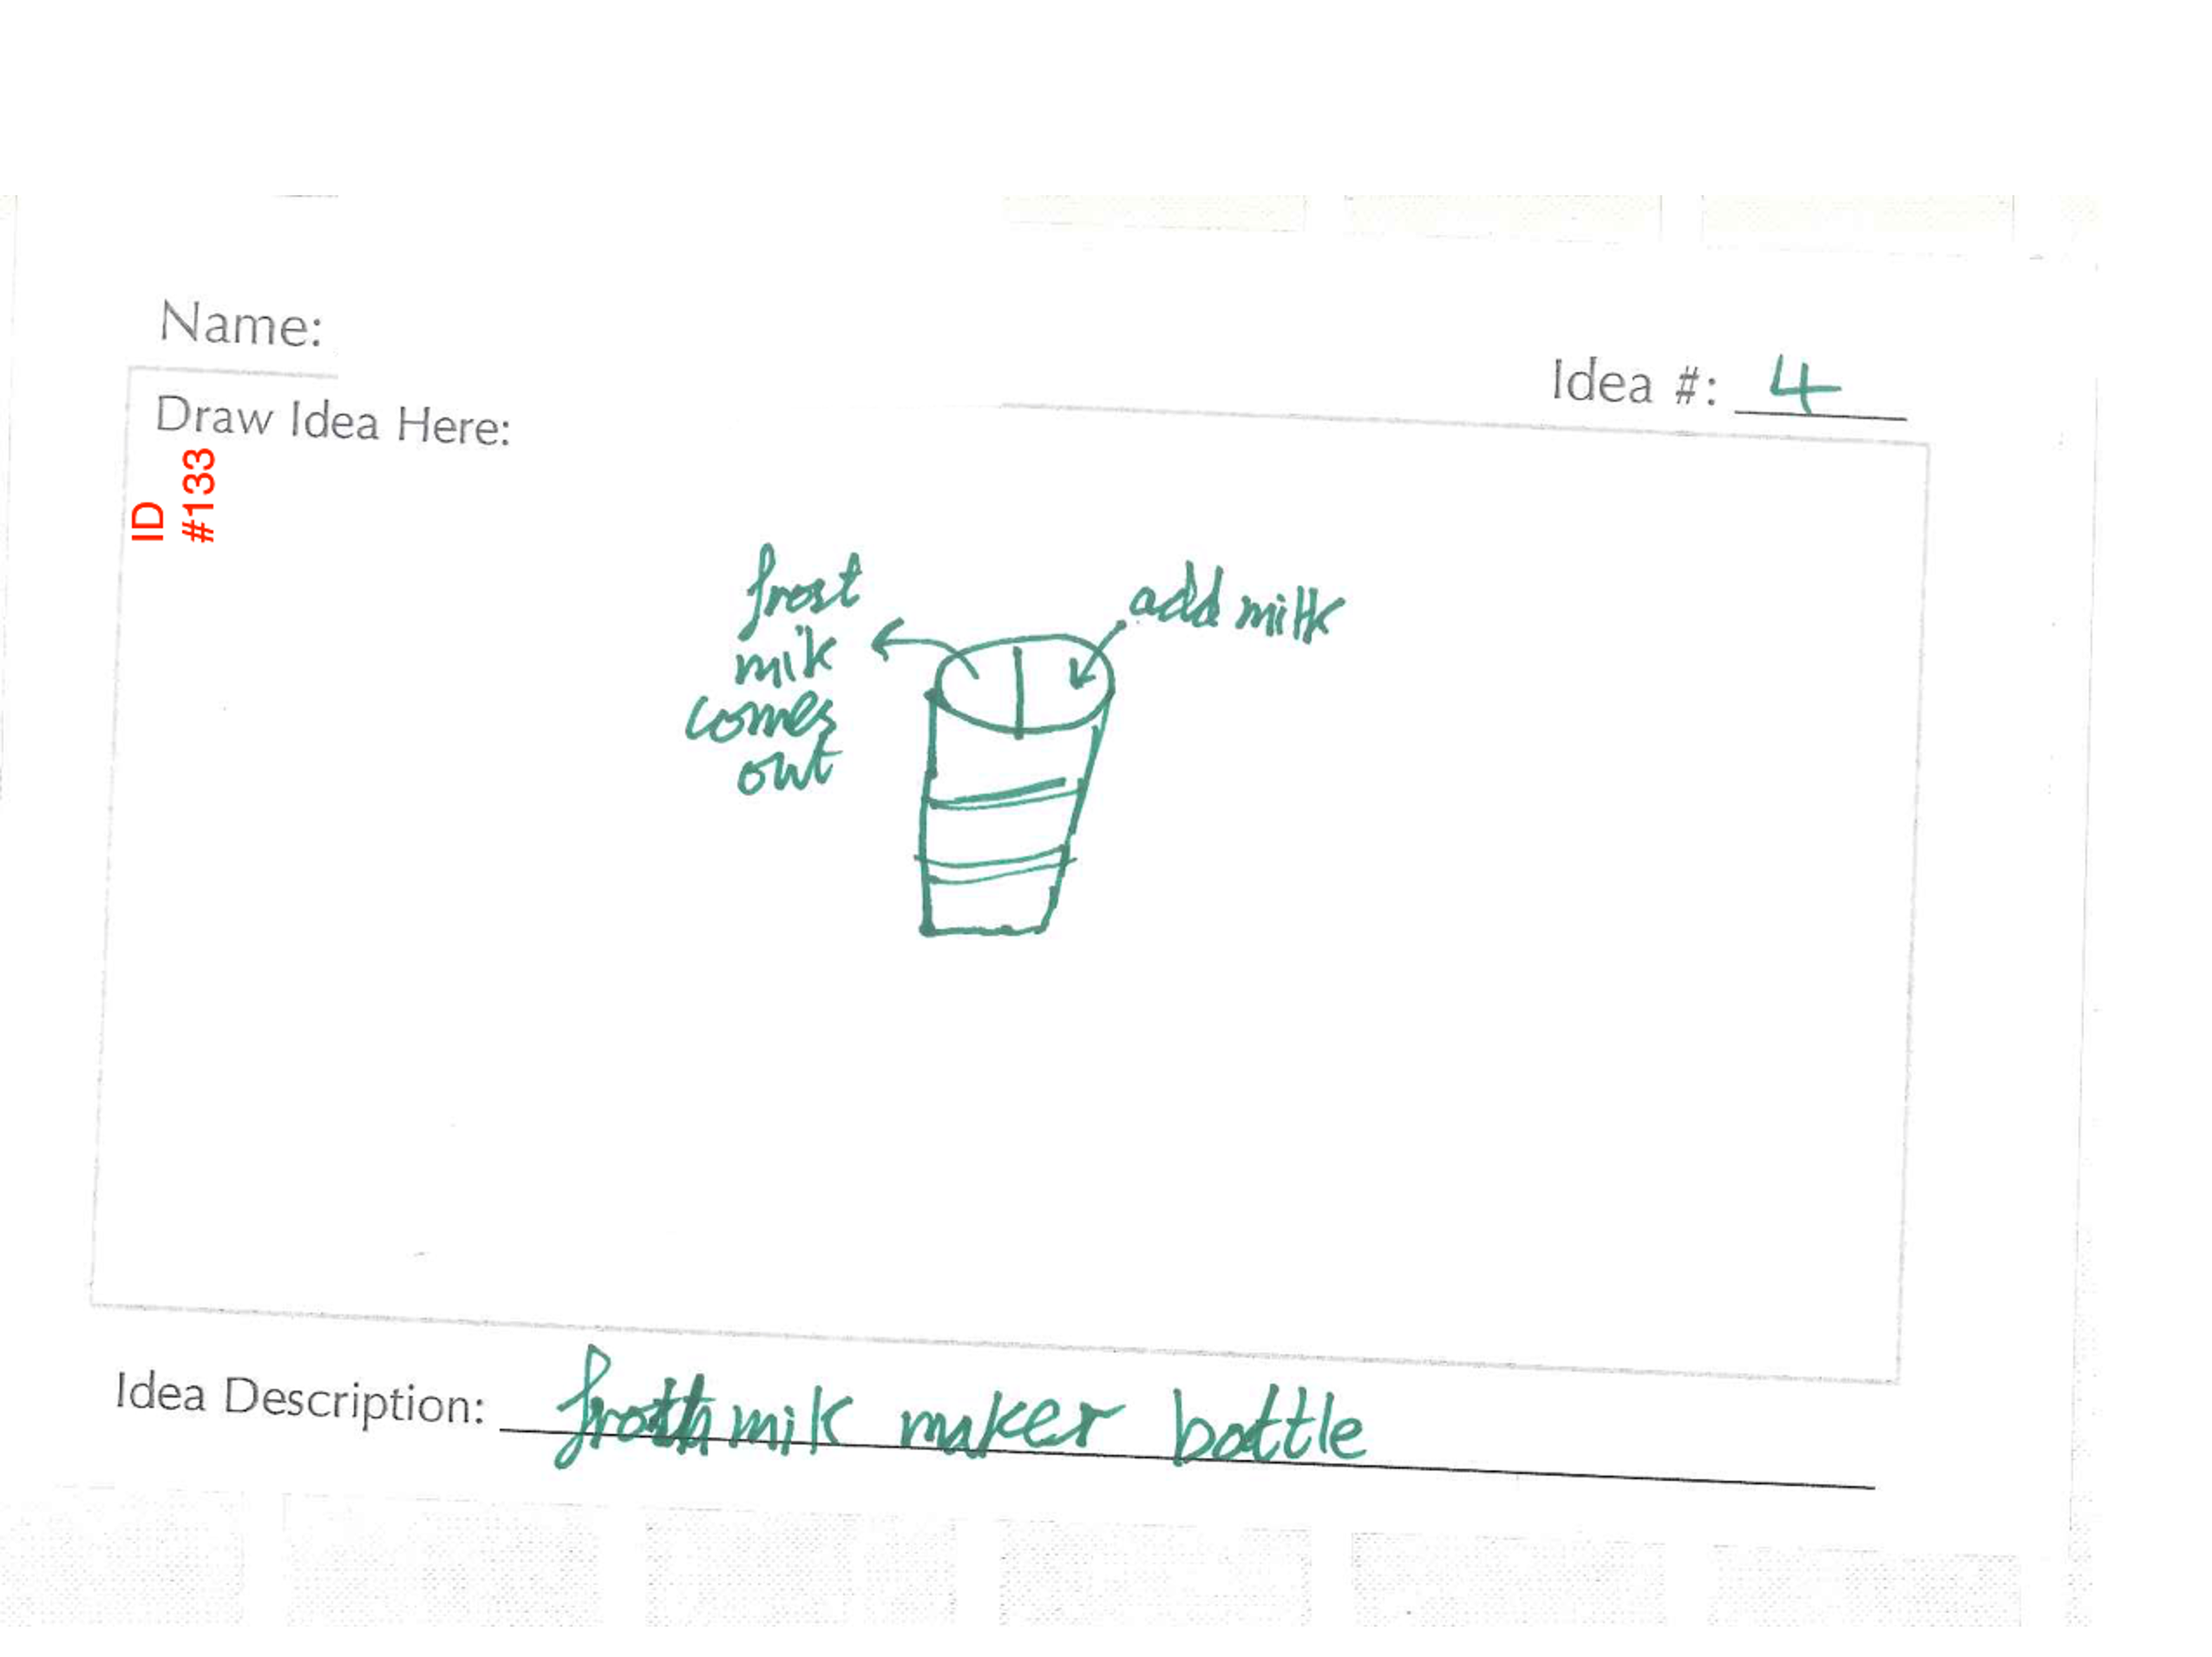 Name:
Idea #: 4
Draw Idea Here:
ID
#133
frost
mik
comes
out
add milk
Idea Description: froth mik maker bottle